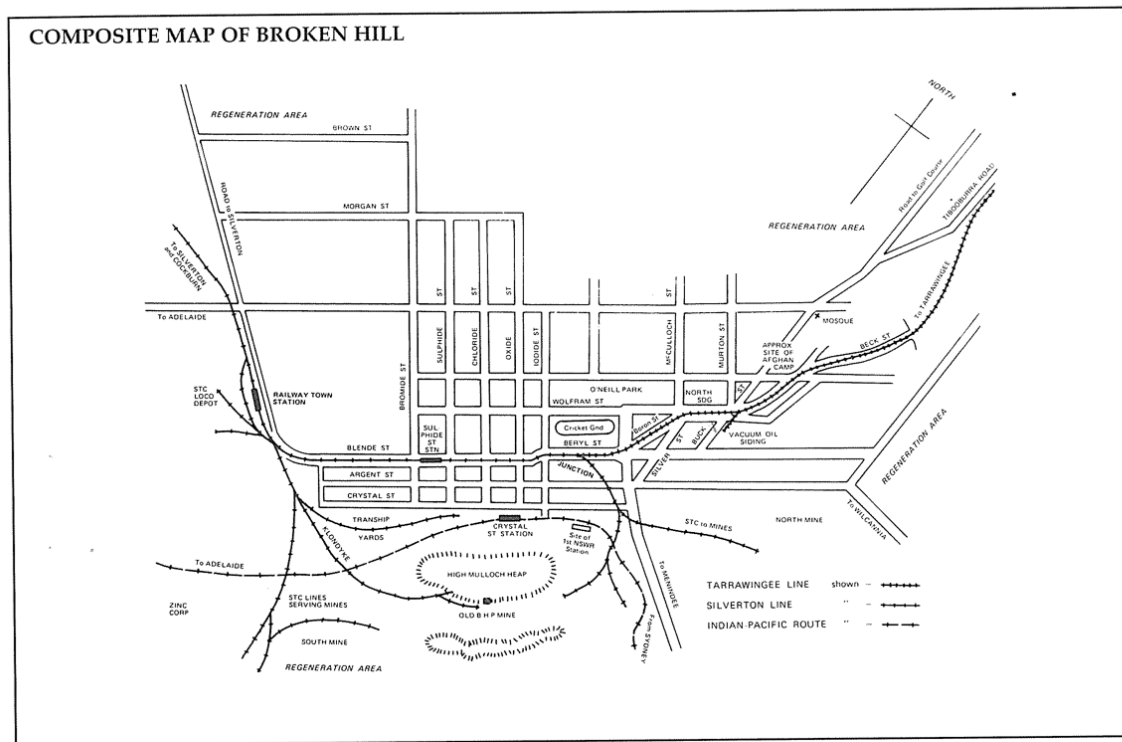 COMPOSITE MAP OF BROKEN HILL
REGENERATION AREA
BROWN ST
NORTH
Road to Golf Course
TIBOOBURRA ROAD
ROAD to SILVERTON
MORGAN ST
REGENERATION AREA
To SILVERTON
and COCKBURN
To TARRAWINGEE
To ADELAIDE
ST
ST
ST
ST
MOSQUE
SULPHIDE
CHLORIDE
OXIDE
IODIDE ST
McCULLOCH
MURTON ST
APPROX
SITE OF
AFGHAN
CAMP
BECK ST
BROMIDE ST
STC
LOCO
DEPOT
RAILWAY TOWN
STATION
O'NEILL PARK
WOLFRAM ST
NORTH
SDG
ST
REGENERATION AREA
SUL
PHIDE
ST
STN
Cricket Gnd
Boron St
BUCK
VACUUM OIL
SIDING
BLENDE ST
BERYL ST
SILVER
ST
JUNCTION
ARGENT ST
CRYSTAL ST
To WILCANNIA
TRANSHIP
YARDS
KLONDYKE
CRYSTAL
ST STATION
Site of
1st NSWR
Station
STC to MINES
NORTH MINE
To ADELAIDE
HIGH MULLOCH HEAP
To MENINDEE
TARRAWINGEE LINE shown --
ZINC
CORP
STC LINES
SERVING MINES
SILVERTON LINE " --
OLD B H P MINE
INDIAN-PACIFIC ROUTE " --
From SYDNEY
SOUTH MINE
REGENERATION AREA